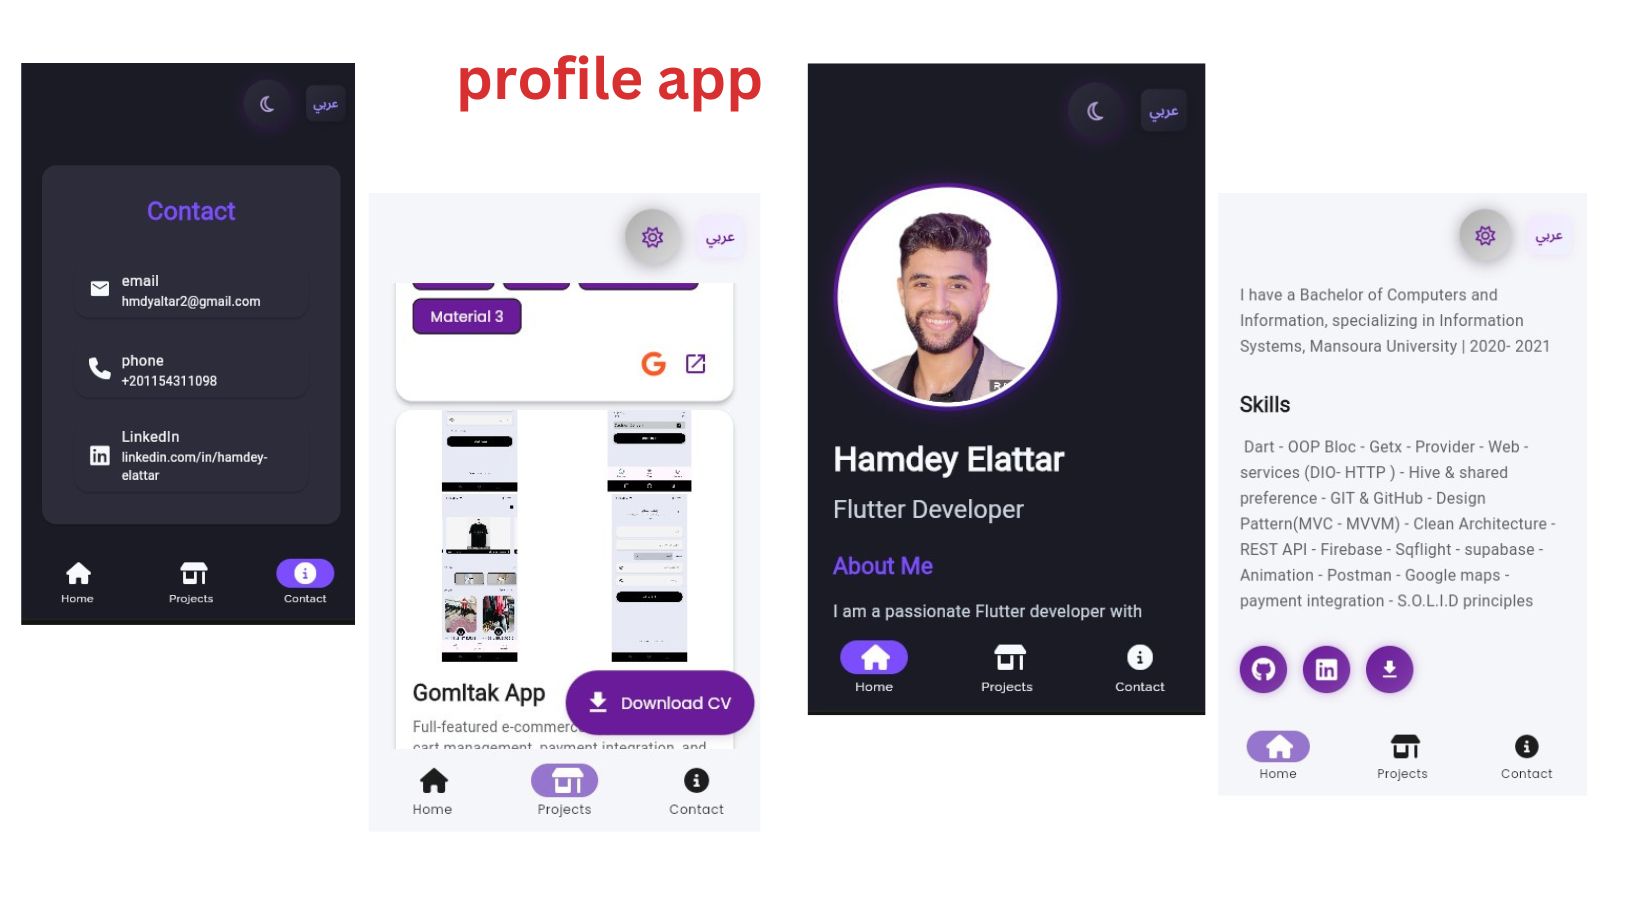 profile app
عربي
Contact
email
hmdyaltar2@gmail.com
phone
+201154311098
LinkedIn
linkedin.com/in/hamdey-
elattar
Home
Projects
Contact
عربي
Material 3
GomItak App
Full-featured e-commerc
cart management, payment integration, and
Download CV
Home
Projects
Contact
عربي
Hamdey Elattar
Flutter Developer
About Me
I am a passionate Flutter developer with
Home
Projects
Contact
عربي
I have a Bachelor of Computers and
Information, specializing in Information
Systems, Mansoura University | 2020- 2021
Skills
Dart - OOP Bloc - Getx - Provider - Web -
services (DIO- HTTP ) - Hive & shared
preference - GIT & GitHub - Design
Pattern(MVC - MVVM) - Clean Architecture -
REST API - Firebase - Sqflight - supabase -
Animation - Postman - Google maps -
payment integration - S.O.L.I.D principles
Home
Projects
Contact